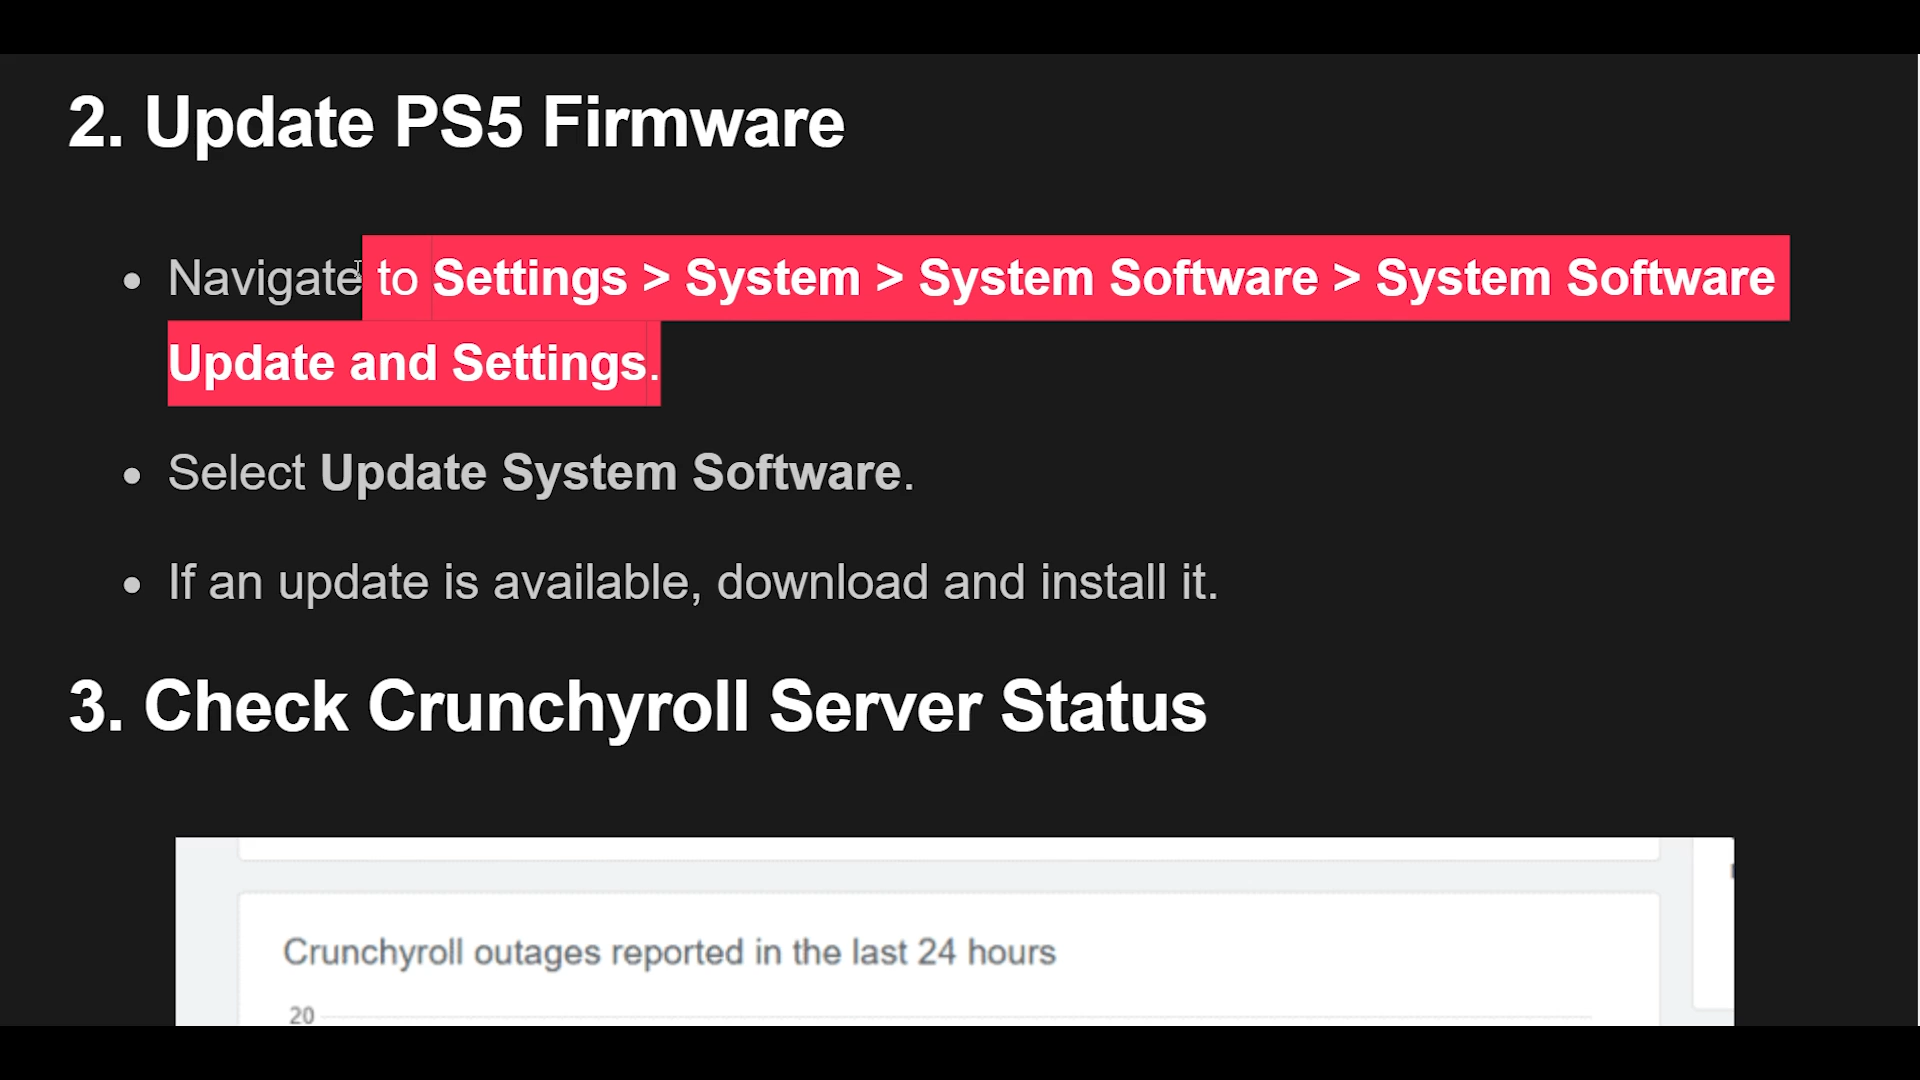 2. Update PS5 Firmware
• Navigate to Settings > System > System Software > System Software
Update and Settings.
• Select Update System Software.
• If an update is available, download and install it.
3. Check Crunchyroll Server Status
Crunchyroll outages reported in the last 24 hours
20